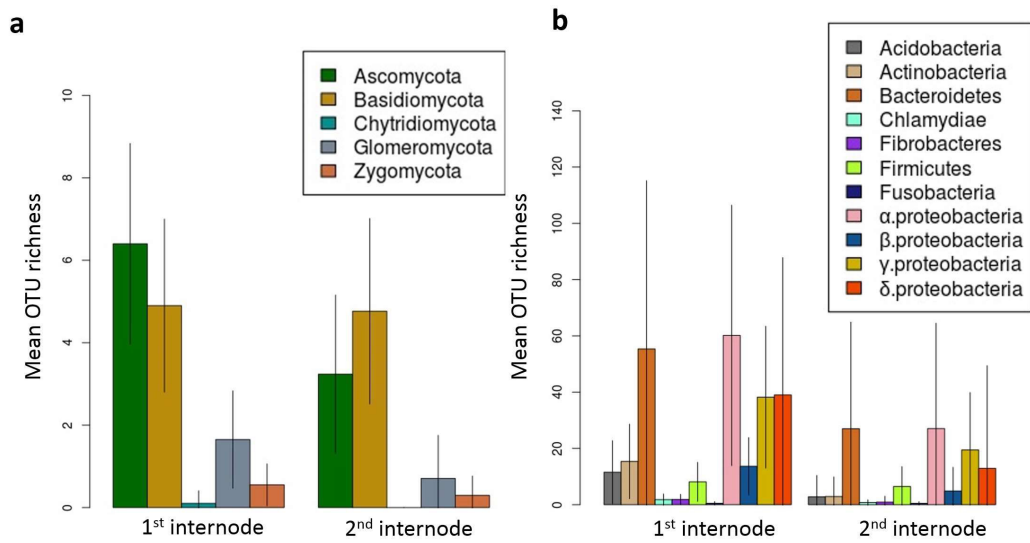 a
Ascomycota
Basidiomycota
Chytridiomycota
Glomeromycota
Zygomycota
Mean OTU richness
10
8
6
4
2
0
1st internode
2nd internode
b
Acidobacteria
Actinobacteria
Bacteroidetes
Chlamydiae
Fibrobacteres
Firmicutes
Fusobacteria
α.proteobacteria
β.proteobacteria
γ.proteobacteria
δ.proteobacteria
Mean OTU richness
140
120
100
80
60
40
20
0
1st internode
2nd internode